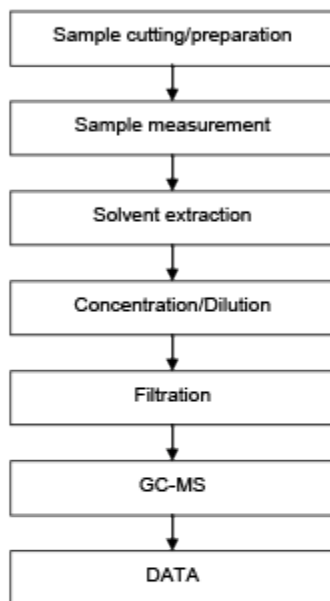 Sample cutting/preparation
Sample measurement
Solvent extraction
Concentration/Dilution
Filtration
GC-MS
DATA